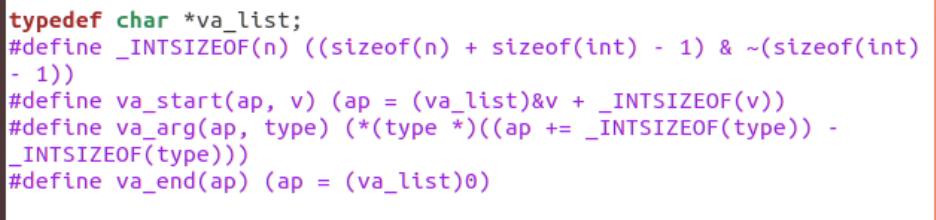 typedef char *va_list;
#define _INTSIZEOF(n) ((sizeof(n) + sizeof(int) - 1) & ~(sizeof(int)
- 1))
#define va_start(ap, v) (ap = (va_list)&v + _INTSIZEOF(v))
#define va_arg(ap, type) (*(type *)((ap += _INTSIZEOF(type)) -
_INTSIZEOF(type)))
#define va_end(ap) (ap = (va_list)0)